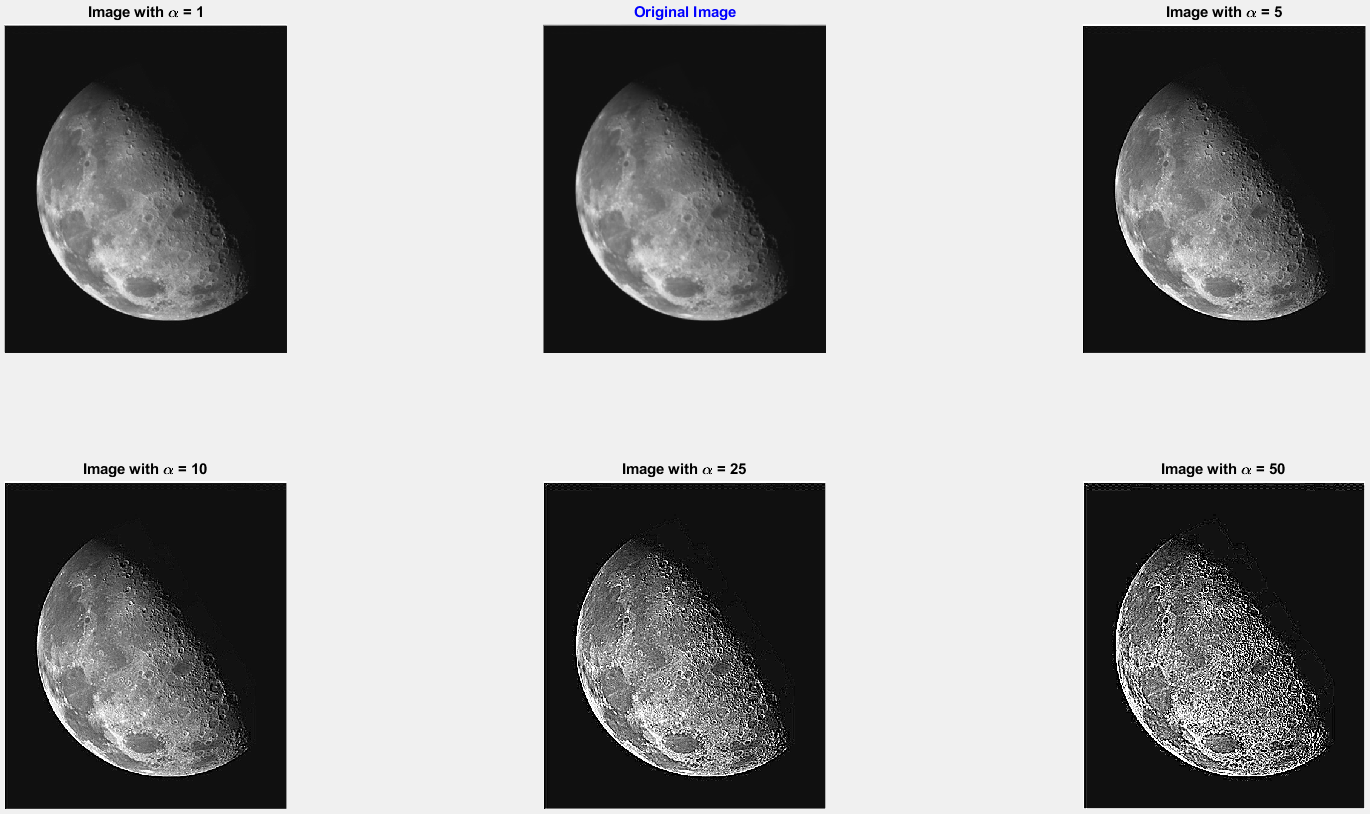 Image with α = 1
Original Image
Image with α = 5
Image with α = 10
Image with α = 25
Image with α = 50